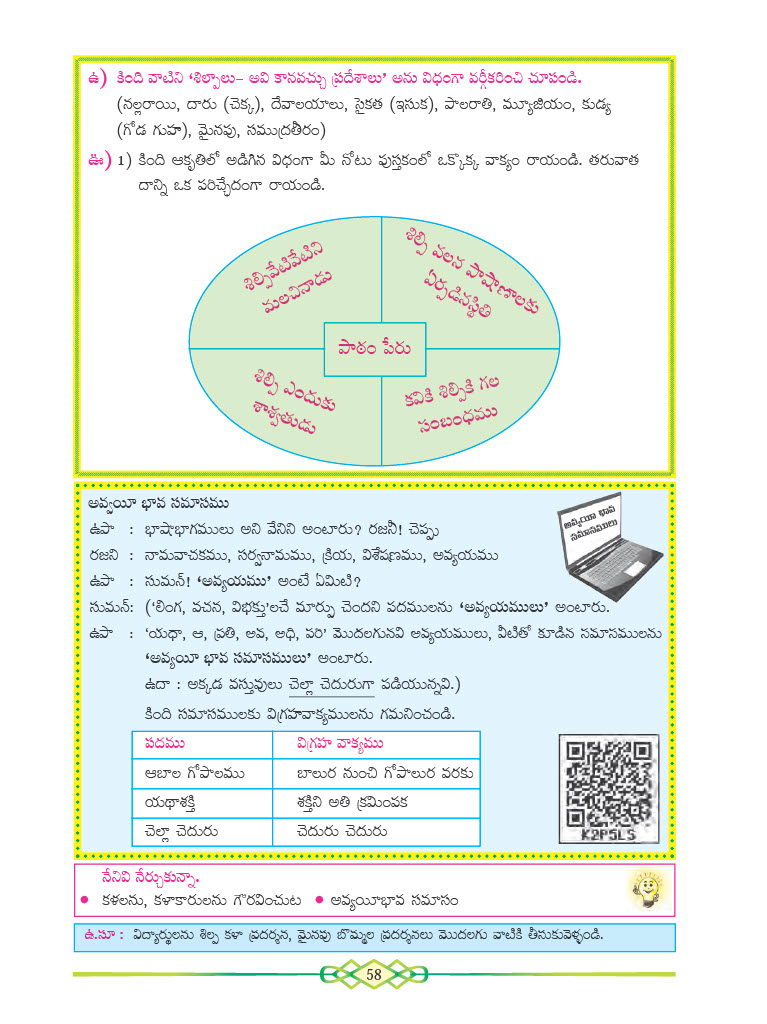 ఉ) కింది వాటిని ‘శిల్పాలు- అవి కానవచ్చు ప్రదేశాలు’ అను విధంగా వర్గీకరించి చూపండి.
(నల్లరాయి, దారు (చెక్క), దేవాలయాలు, సైకత (ఇసుక), పాలరాతి, మ్యూజియం, కుడ్య
(గోడ గుహ), మైనపు, సముద్రతీరం)
ఊ) 1) కింది ఆకృతిలో అడిగిన విధంగా మీ నోటు పుస్తకంలో ఒక్కొక్క వాక్యం రాయండి. తరువాత
దాన్ని ఒక పరిచ్ఛేదంగా రాయండి.
శిల్పివేటివేటిని
మలచినాడు
శిల్పి వలన పాషాణాలకు
ఏర్పడినస్థితి
పాఠం పేరు
శిల్పి ఎందుకు
శాశ్వతుడు
కవికి శిల్పికి గల
సంబంధము
అవ్వయీ భావ సమాసము
ఉపా : భాషాభాగములు అని వేనిని అంటారు? రజనీ! చెప్పు
రజని : నామవాచకము, సర్వనామము, క్రియ, విశేషణము, అవ్యయము
ఉపా : సుమన్! ‘అవ్యయము’ అంటే ఏమిటి?
సుమన్: (‘లింగ, వచన, విభక్తు’లచే మార్పు చెందని పదములను ‘అవ్యయములు’ అంటారు.
ఉపా : ‘యధా, ఆ, ప్రతి, అవ, అధి, పరి’ మొదలగునవి అవ్యయములు, వీటితో కూడిన సమాసములను
‘అవ్యయీ భావ సమాసములు’ అంటారు.
ఉదా : అక్కడ వస్తువులు చెల్లా చెదురుగా పడియున్నవి.)
కింది సమాసములకు విగ్రహవాక్యములను గమనించండి.
అవ్వయీ భావ
సమాసములు
పదము విగ్రహ వాక్యము
ఆబాల గోపాలము బాలుర నుంచి గోపాలుర వరకు
యథాశక్తి శక్తిని అతి క్రమింపక
చెల్లా చెదురు చెదురు చెదురు
K2P5LS
నేనివి నేర్చుకున్నా.
• కళలను, కళాకారులను గౌరవించుట • అవ్యయీభావ సమాసం
ఉ.సూ : విద్యార్థులను శిల్ప కళా ప్రదర్శన, మైనపు బొమ్మల ప్రదర్శనలు మొదలగు వాటికి తీసుకువెళ్ళండి.
58